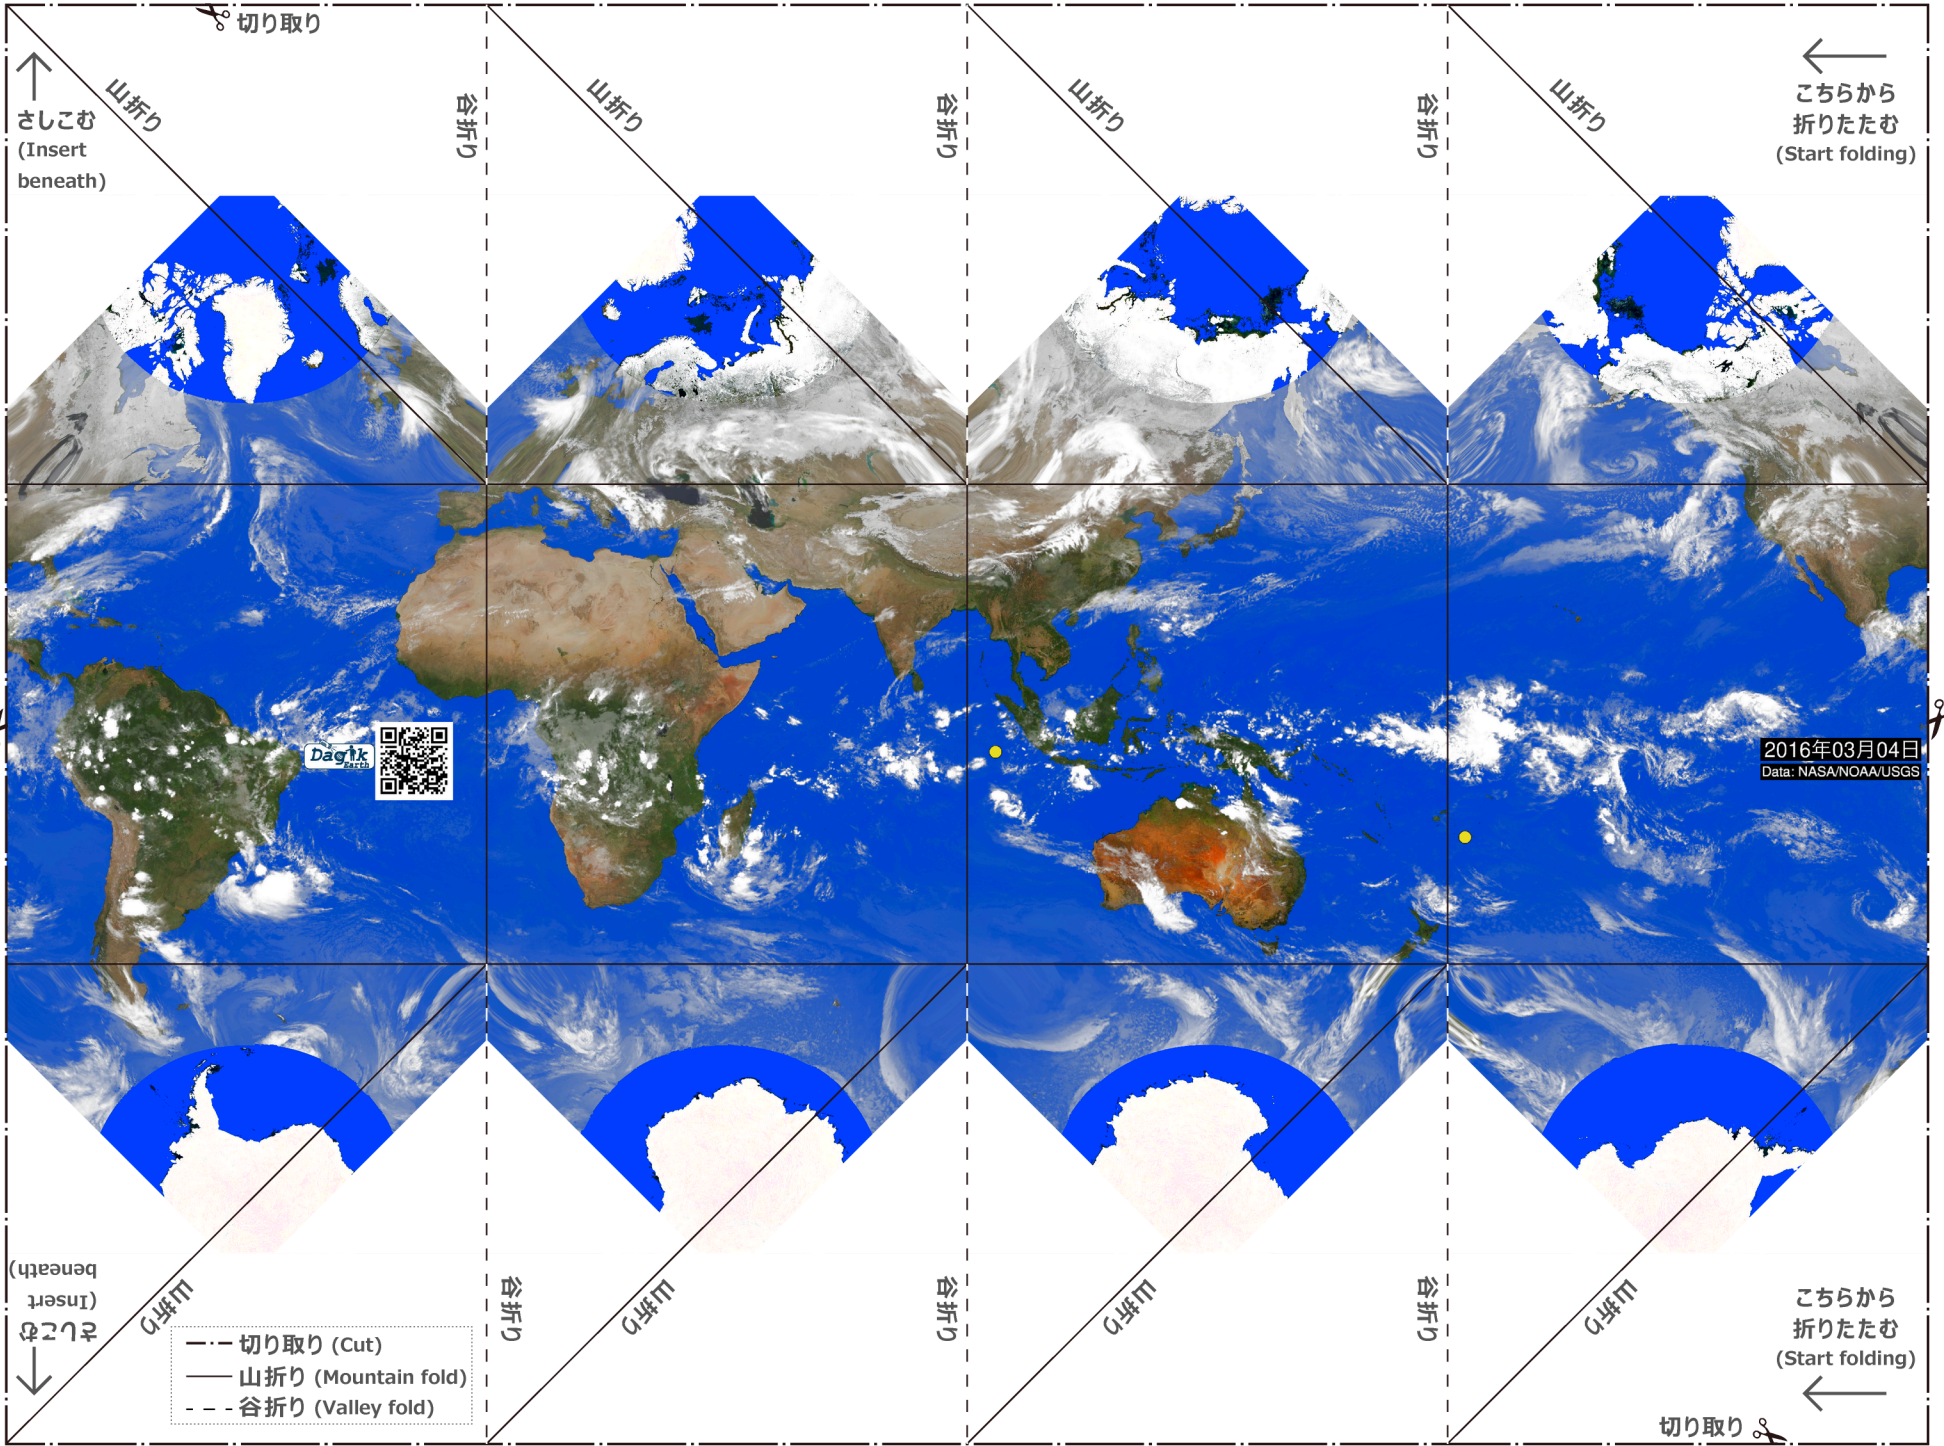 切り取り
山折り
谷折り
山折り
谷折り
山折り
谷折り
山折り
さしこむ
(Insert
beneath)
こちらから
折りたたむ
(Start folding)
Dagik
Earth
2016年03月04日
Data: NASA/NOAA/USGS
さしこむ
(Insert
beneath)
山折り
谷折り
山折り
谷折り
山折り
谷折り
山折り
切り取り (Cut)
山折り (Mountain fold)
谷折り (Valley fold)
こちらから
折りたたむ
(Start folding)
切り取り